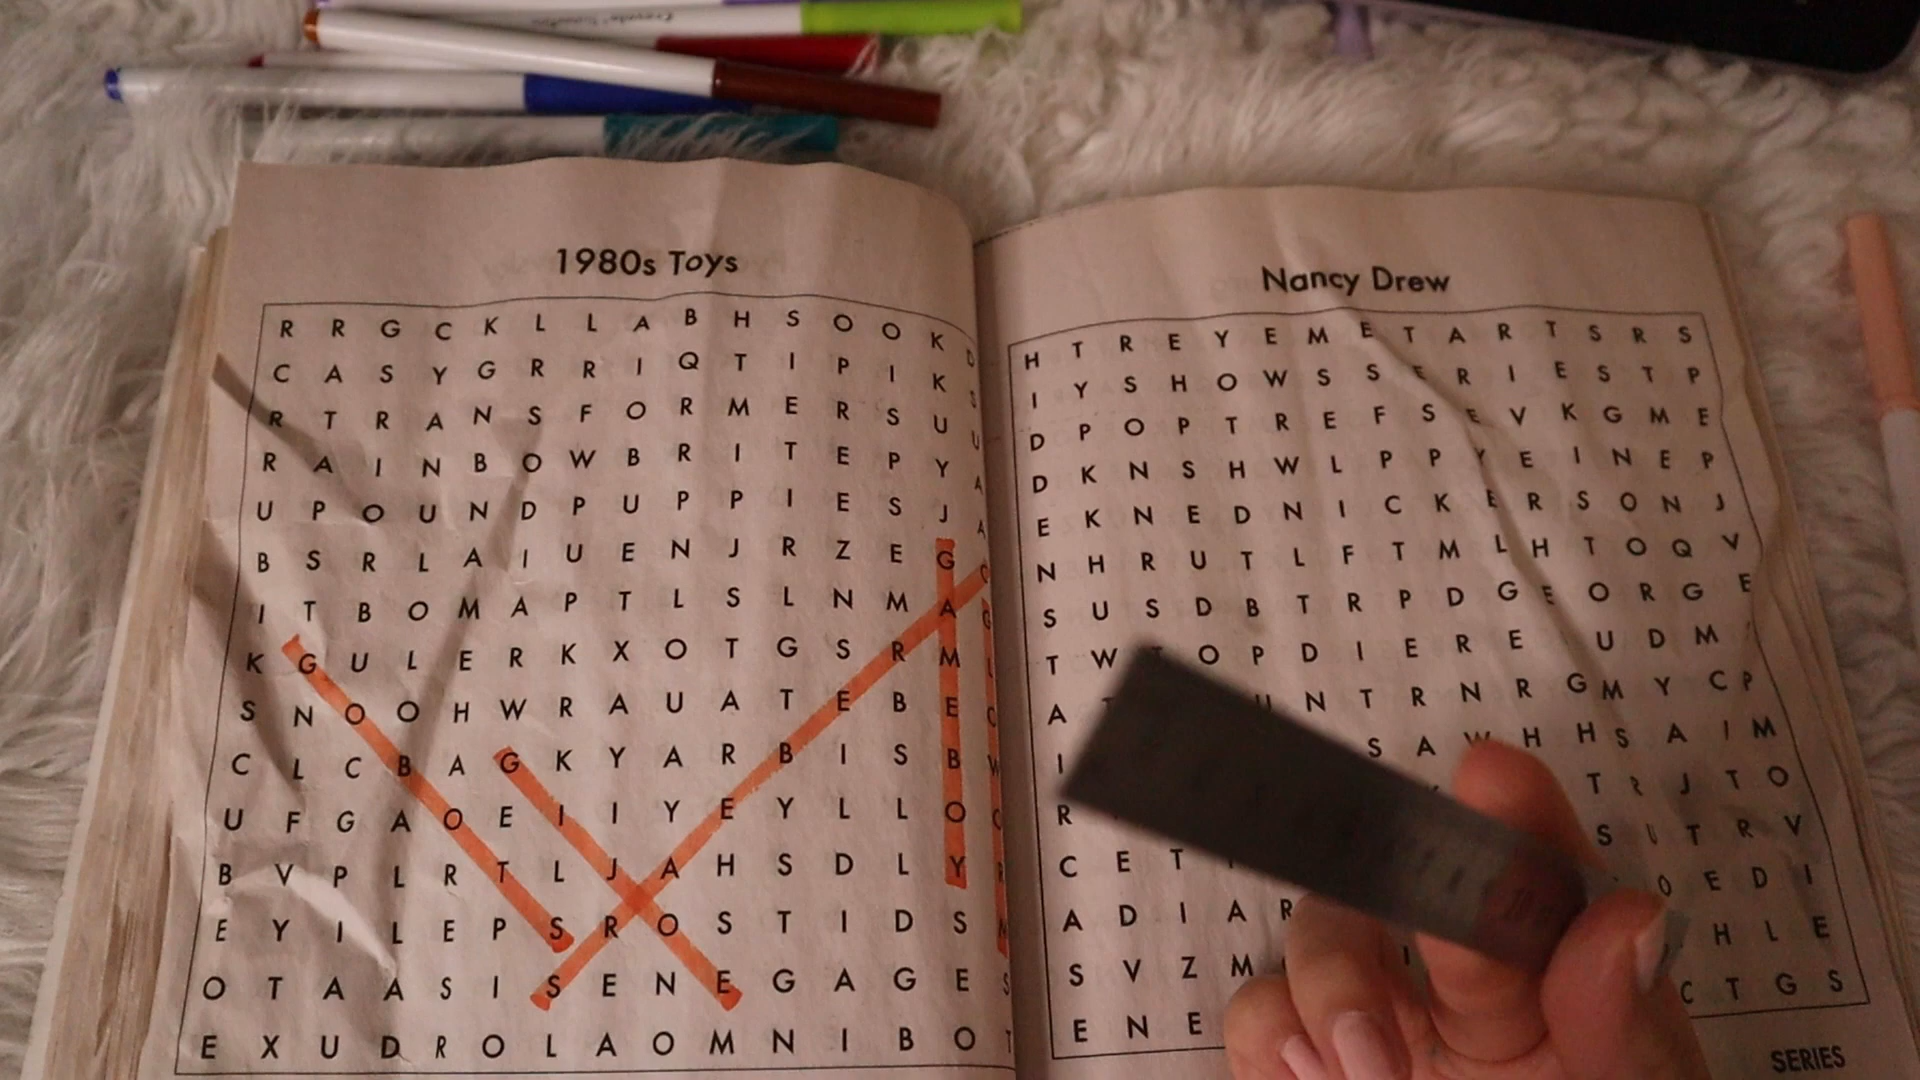 1980s Toys
R R G C K L L A B H S O O K D
C A S Y G R R I Q T I P I K S
R T R A N S F O R M E R S U U
R A I N B O W B R I T E P Y A
U P O U N D P U P P I E S J A
B S R L A I U E N J R Z E G C
I T B O M A P T L S L N M A G
K G U L E R K X O T G S R M L
S N O O H W R A U A T E B E C
C L C B A G K Y A R B I S B W
U F G A O E I I Y E Y L L O C
B V P L R T L J A H S D L Y R
E Y I L E P S R O S T I D S
O T A A S I S E N E G A G E S
E X U D R O L A O M N I B O T
Nancy Drew
H T R E Y E M E T A R T S R S
I Y S H O W S S E R I E S T P
D P O P T R E F S E V K G M E
D K N S H W L P P Y E I N E P
E K N E D N I C K E R S O N J
N H R U T L F T M L H T O Q V
S U S D B T R P D G E O R G E
T W O P D I E R E U D M
A U N T R N R G M Y C P
I S A W H H S A I M
R T R J T O
S U T R V
C E T O E D I
A D I A R H L E
S V Z M C T G S
E N E
SERIES